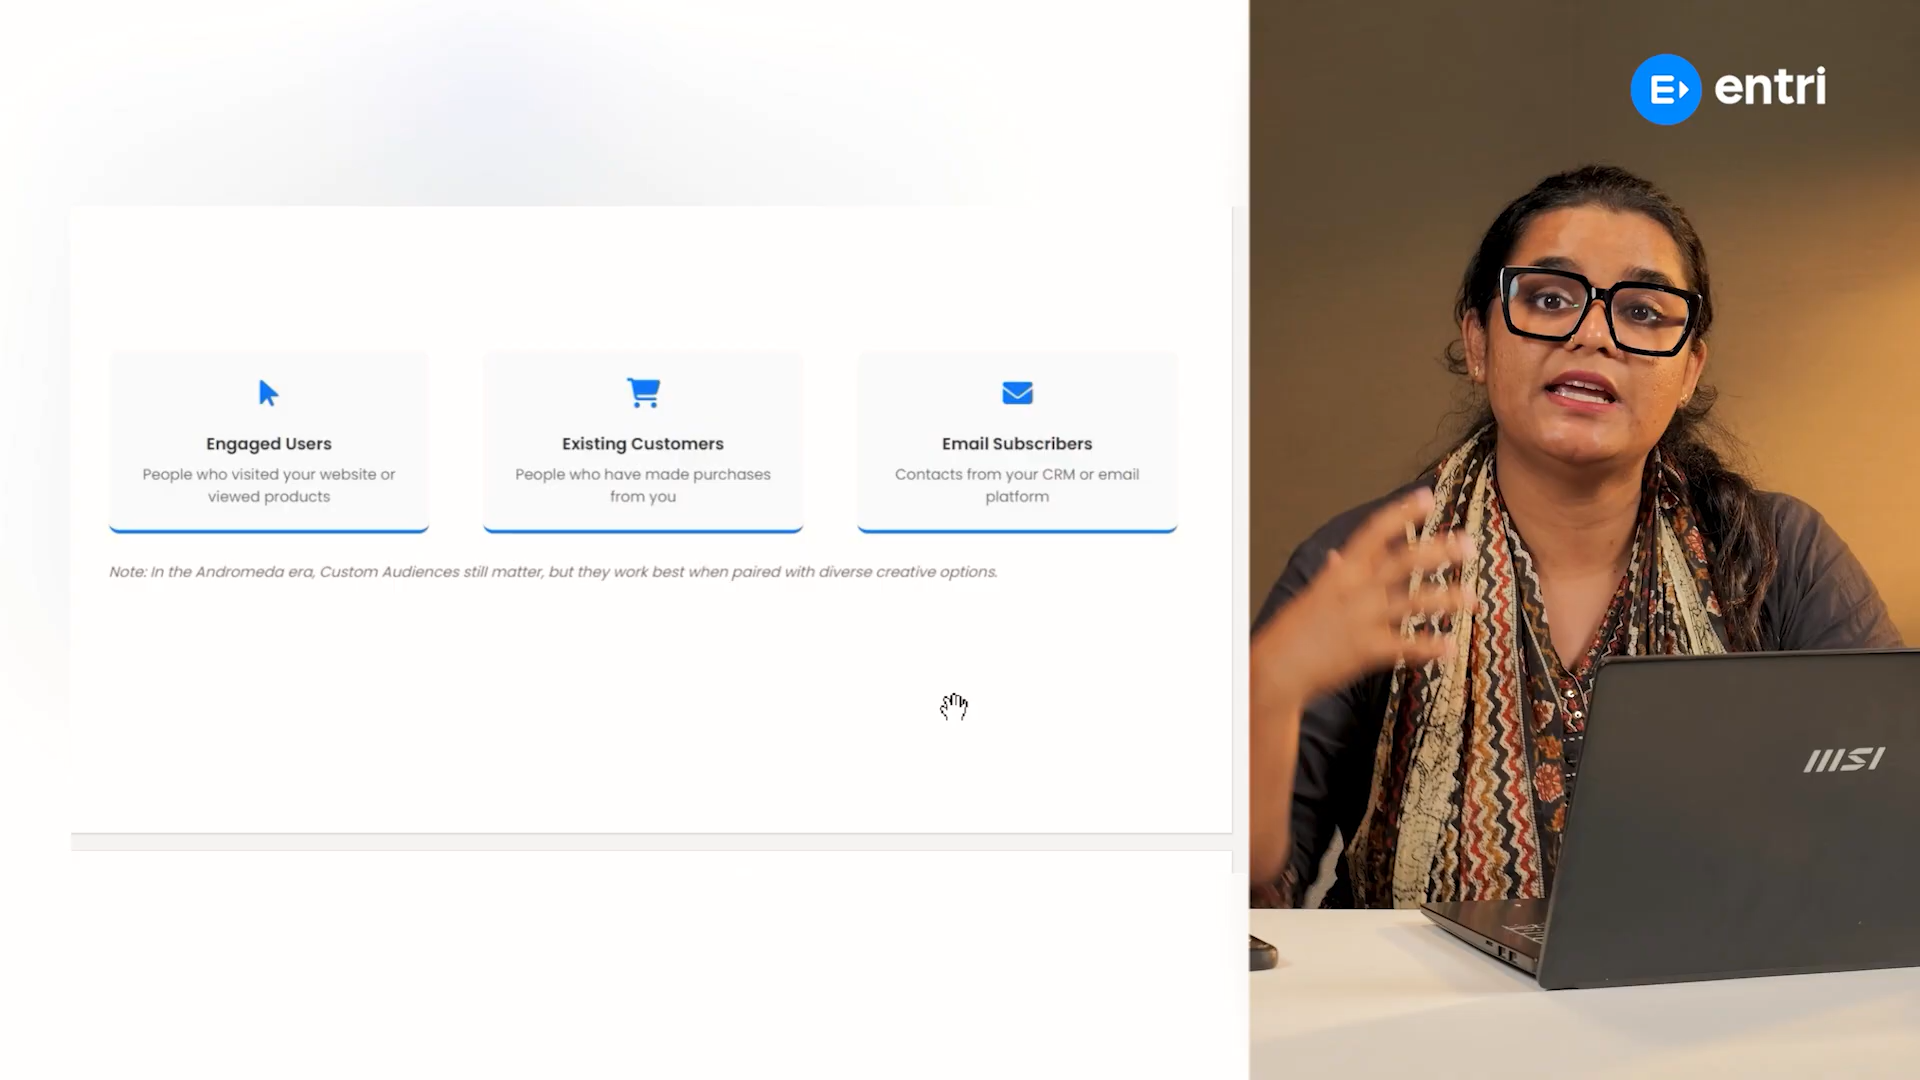 E entri
Engaged Users
People who visited your website or
viewed products
Existing Customers
People who have made purchases
from you
Email Subscribers
Contacts from your CRM or email
platform
Note: In the Andromeda era, Custom Audiences still matter, but they work best when paired with diverse creative options.
msi